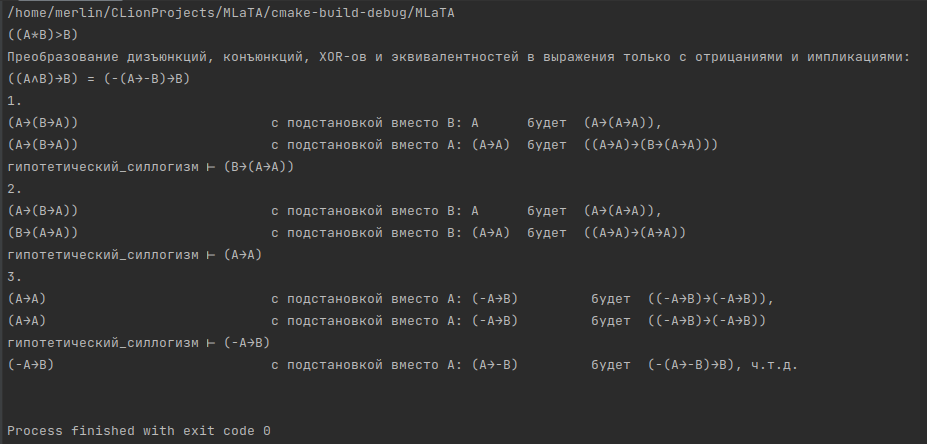 /home/merlin/CLionProjects/MLaTA/cmake-build-debug/MLaTA
((A*B)>B)
Преобразование дизъюнкций, конъюнкций, XOR-ов и эквивалентностей в выражения только с отрицаниями и импликациями:
((A∧B)→B) = (-(A→-B)→B)
1.
(A→(B→A)) с подстановкой вместо B: A будет (A→(A→A)),
(A→(B→A)) с подстановкой вместо A: (A→A) будет ((A→A)→(B→(A→A)))
гипотетический_силлогизм ⊢ (B→(A→A))
2.
(A→(B→A)) с подстановкой вместо B: A будет (A→(A→A)),
(B→(A→A)) с подстановкой вместо B: (A→A) будет ((A→A)→(A→A))
гипотетический_силлогизм ⊢ (A→A)
3.
(A→A) с подстановкой вместо A: (-A→B) будет ((-A→B)→(-A→B)),
(A→A) с подстановкой вместо A: (-A→B) будет ((-A→B)→(-A→B))
гипотетический_силлогизм ⊢ (-A→B)
(-A→B) с подстановкой вместо A: (A→-B) будет (-(A→-B)→B), ч.т.д.
Process finished with exit code 0